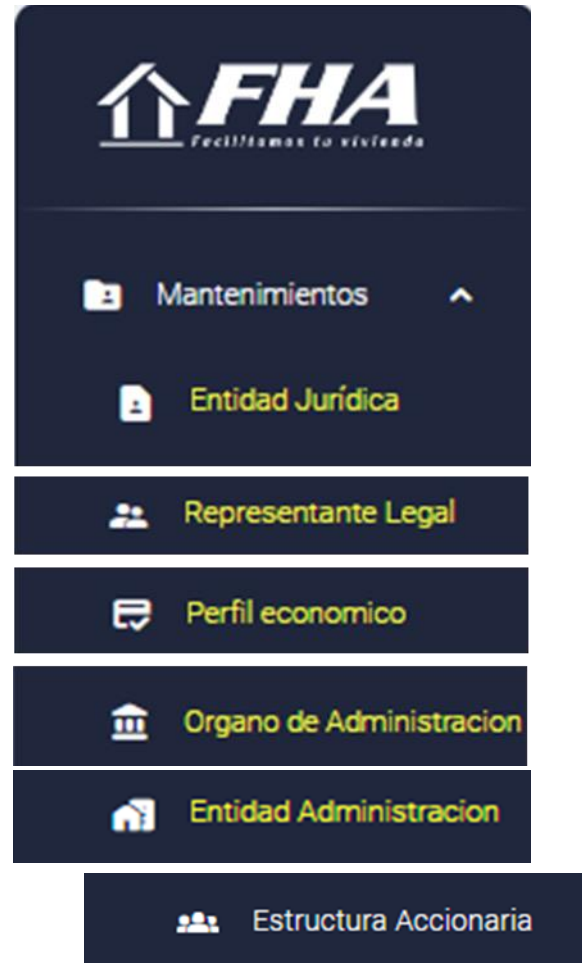 FHA
Facilitamos tu vivienda
Mantenimientos
Entidad Jurídica
Representante Legal
Perfil economico
Organo de Administracion
Entidad Administracion
Estructura Accionaria